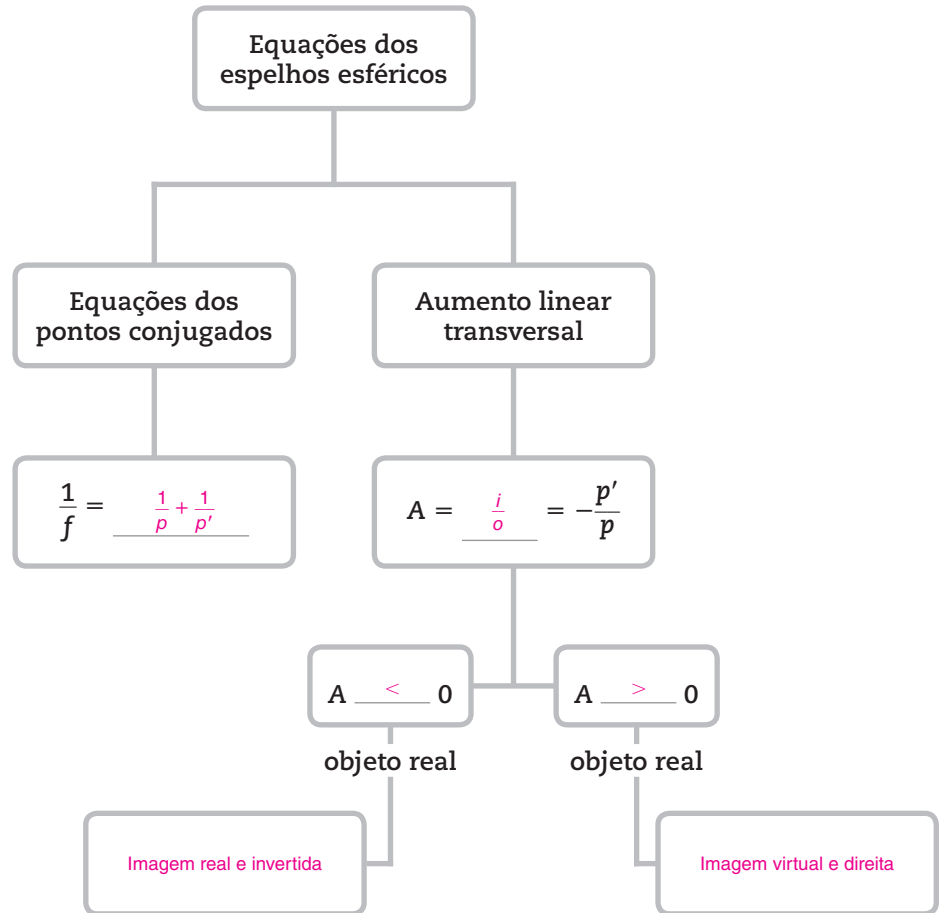 Equações dos
espelhos esféricos
Equações dos
pontos conjugados
Aumento linear
transversal
1/f = 1/p + 1/p′
A = i/o = −p′/p
A < 0
A > 0
objeto real
objeto real
Imagem real e invertida
Imagem virtual e direita